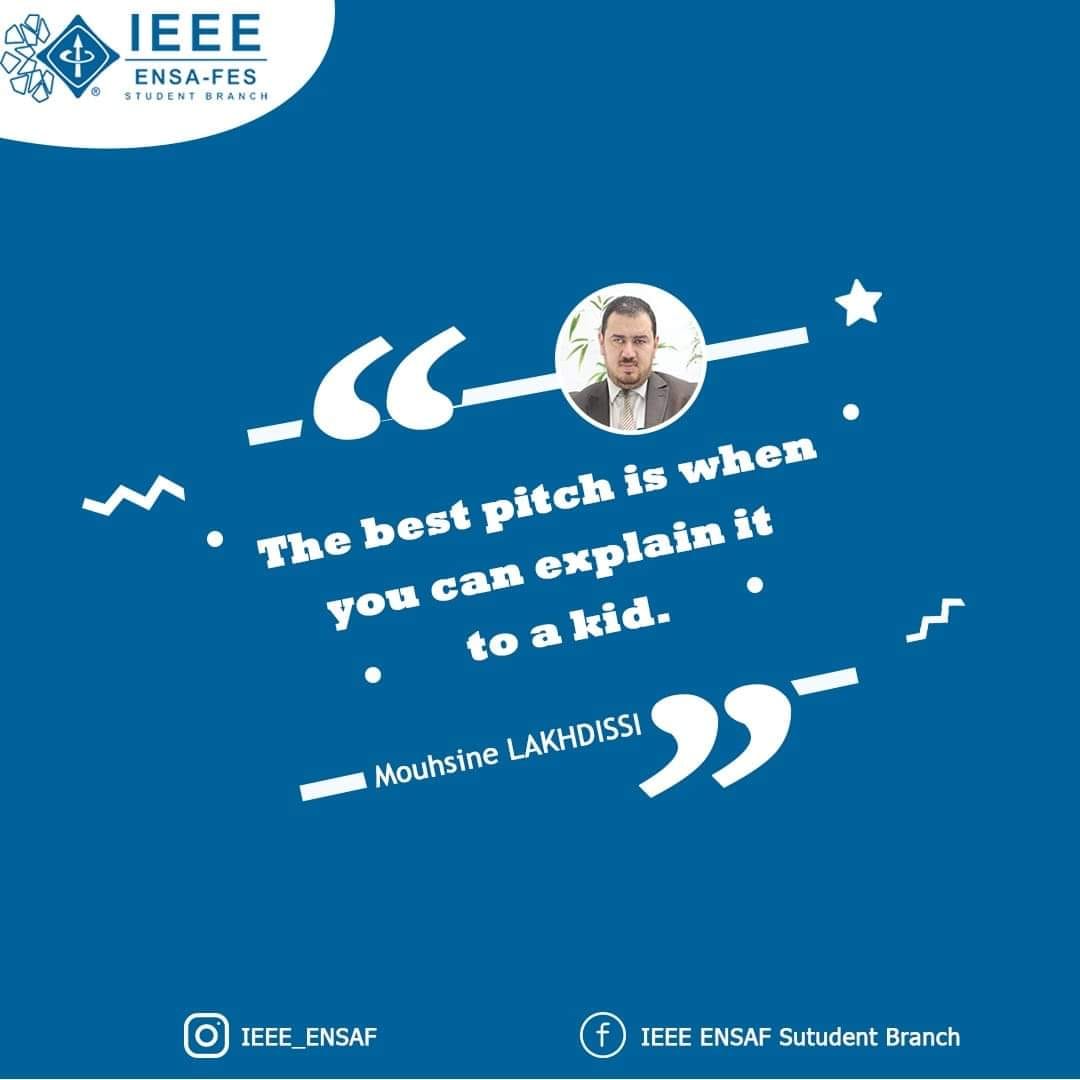 IEEE
ENSA-FES
STUDENT BRANCH
®
“
The best pitch is when
you can explain it
to a kid.
Mouhsine LAKHDISSI
”
IEEE_ENSAF
f IEEE ENSAF Sutudent Branch